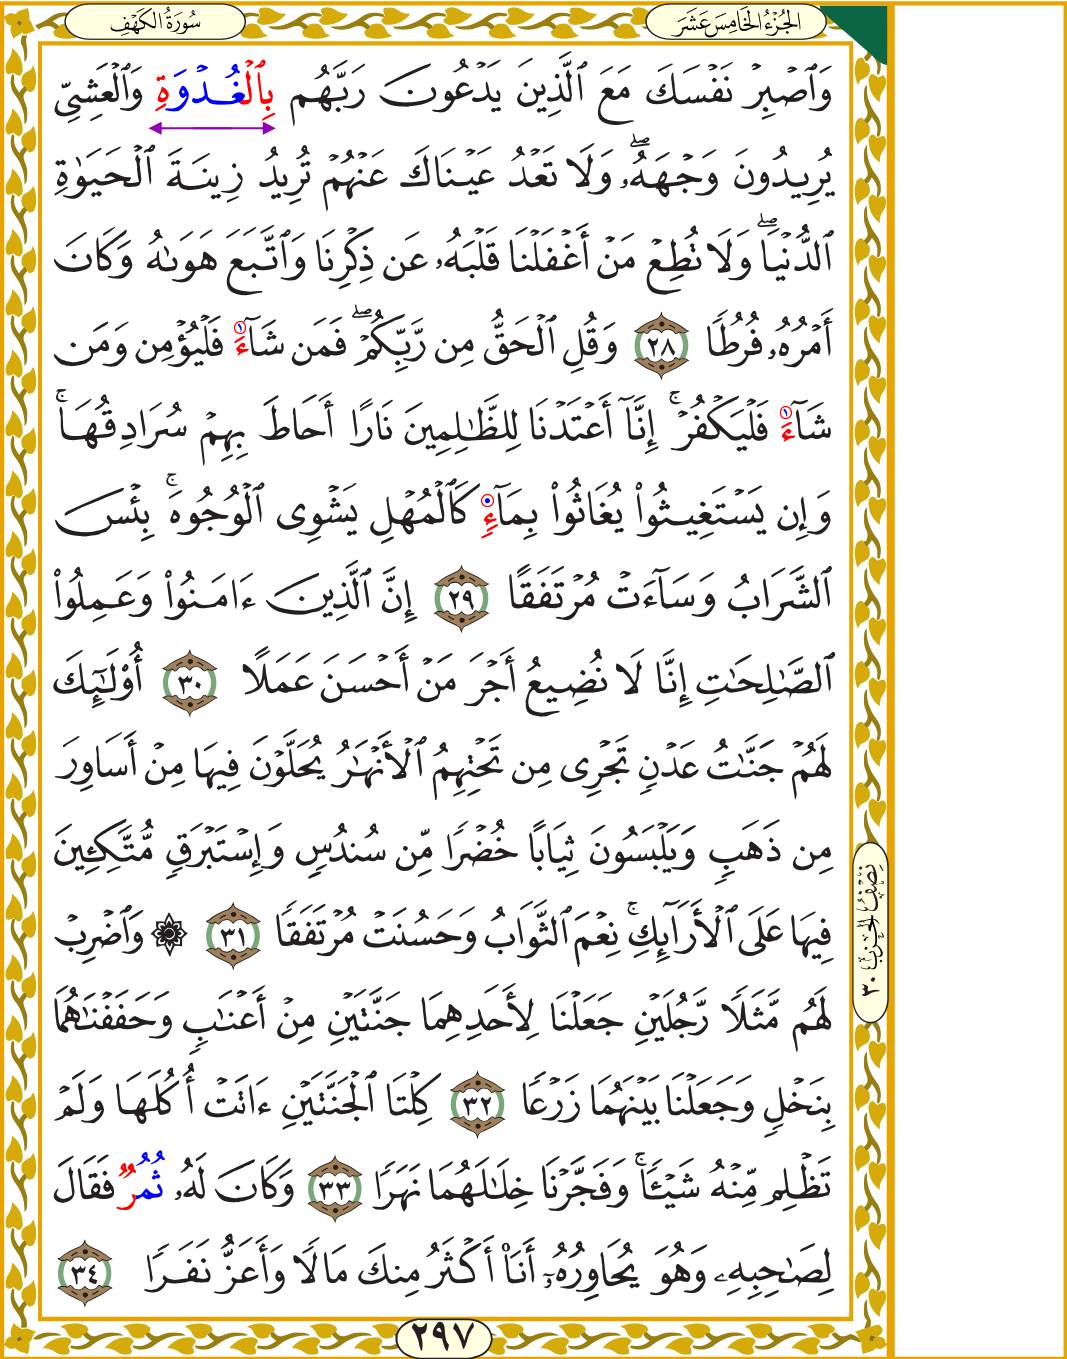 سُورَةُ الكَهْفِ
الجُزْءُ الخَامِسَ عَشَرَ
وَٱصْبِرْ نَفْسَكَ مَعَ ٱلَّذِينَ يَدْعُونَ رَبَّهُم بِٱلْغُدْوَةِ وَٱلْعَشِىِّ
يُرِيدُونَ وَجْهَهُۥۖ وَلَا تَعْدُ عَيْنَاكَ عَنْهُمْ تُرِيدُ زِينَةَ ٱلْحَيَوٰةِ
ٱلدُّنْيَاۖ وَلَا تُطِعْ مَنْ أَغْفَلْنَا قَلْبَهُۥ عَن ذِكْرِنَا وَٱتَّبَعَ هَوَىٰهُ وَكَانَ
أَمْرُهُۥ فُرُطًا ٢٨ وَقُلِ ٱلْحَقُّ مِن رَّبِّكُمْۖ فَمَن شَآءَ فَلْيُؤْمِن وَمَن
شَآءَ فَلْيَكْفُرْۚ إِنَّآ أَعْتَدْنَا لِلظَّـٰلِمِينَ نَارًا أَحَاطَ بِهِمْ سُرَادِقُهَاۚ
وَإِن يَسْتَغِيثُوا۟ يُغَاثُوا۟ بِمَآءٍ كَٱلْمُهْلِ يَشْوِى ٱلْوُجُوهَۚ بِئْسَ
ٱلشَّرَابُ وَسَآءَتْ مُرْتَفَقًا ٢٩ إِنَّ ٱلَّذِينَ ءَامَنُوا۟ وَعَمِلُوا۟
ٱلصَّـٰلِحَـٰتِ إِنَّا لَا نُضِيعُ أَجْرَ مَنْ أَحْسَنَ عَمَلًا ٣٠ أُو۟لَـٰٓئِكَ
لَهُمْ جَنَّـٰتُ عَدْنٍ تَجْرِى مِن تَحْتِهِمُ ٱلْأَنْهَـٰرُ يُحَلَّوْنَ فِيهَا مِنْ أَسَاوِرَ
مِن ذَهَبٍ وَيَلْبَسُونَ ثِيَابًا خُضْرًا مِّن سُندُسٍ وَإِسْتَبْرَقٍ مُّتَّكِـِٔينَ
فِيهَا عَلَى ٱلْأَرَآئِكِۚ نِعْمَ ٱلثَّوَابُ وَحَسُنَتْ مُرْتَفَقًا ٣١ ۞ وَٱضْرِبْ
لَهُم مَّثَلًا رَّجُلَيْنِ جَعَلْنَا لِأَحَدِهِمَا جَنَّتَيْنِ مِنْ أَعْنَـٰبٍ وَحَفَفْنَـٰهُمَا
بِنَخْلٍ وَجَعَلْنَا بَيْنَهُمَا زَرْعًا ٣٢ كِلْتَا ٱلْجَنَّتَيْنِ ءَاتَتْ أُكُلَهَا وَلَمْ
تَظْلِم مِّنْهُ شَيْـًٔاۚ وَفَجَّرْنَا خِلَـٰلَهُمَا نَهَرًا ٣٣ وَكَانَ لَهُۥ ثُمُرٌ فَقَالَ
لِصَـٰحِبِهِۦ وَهُوَ يُحَاوِرُهُۥٓ أَنَا۠ أَكْثَرُ مِنكَ مَالًا وَأَعَزُّ نَفَرًا ٣٤
نِصْفُ الحِزْبِ ٣٠
٢٩٧